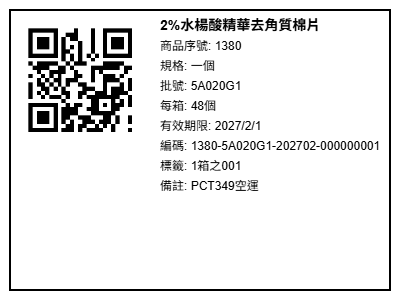 2%水楊酸精華去角質棉片
商品序號: 1380
規格: 一個
批號: 5A020G1
每箱: 48個
有效期限: 2027/2/1
編碼: 1380-5A020G1-202702-000000001
標籤: 1箱之001
備註: PCT349空運